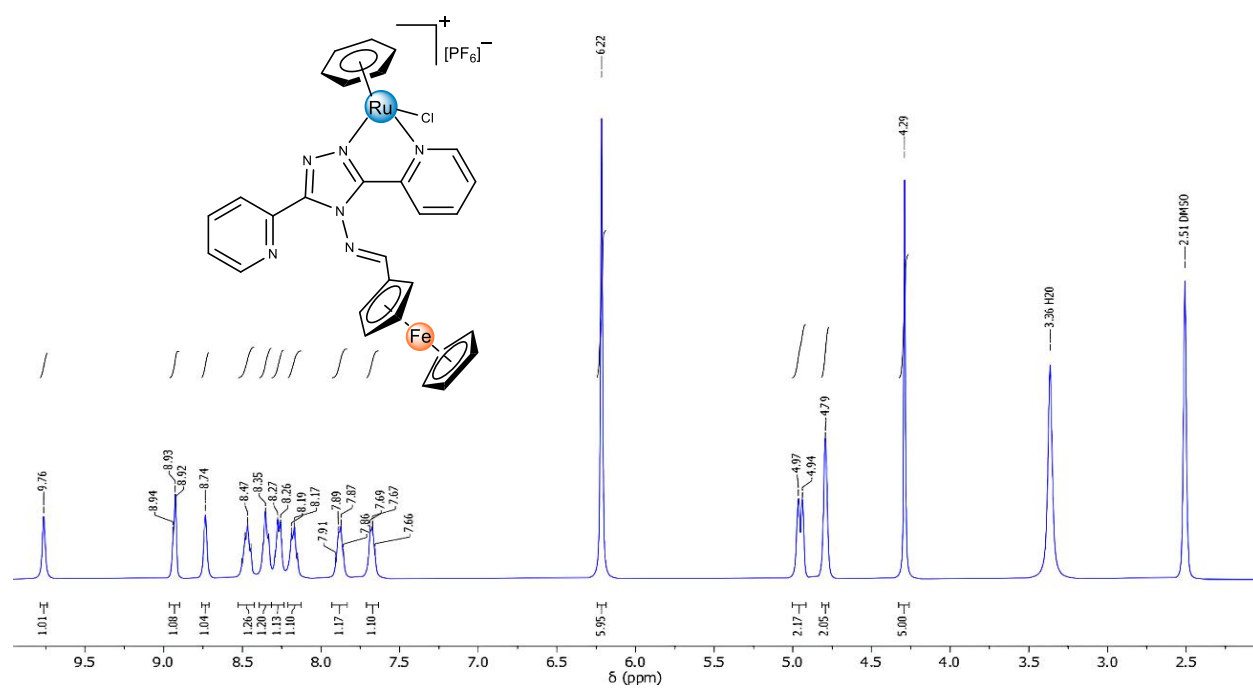 +
[PF6]−
Ru
Cl
N
N
N
N
N
N
N
Fe
9.76
8.94
8.93
8.92
8.74
8.47
8.35
8.27
8.26
8.19
8.17
7.91
7.89
7.87
7.86
7.69
7.67
7.66
6.22
4.97
4.94
4.79
4.29
3.36 H20
2.51 DMSO
1.01
1.08
1.04
1.26
1.20
1.13
1.10
1.17
1.10
5.95
2.17
2.05
5.00
9.5 9.0 8.5 8.0 7.5 7.0 6.5 6.0 5.5 5.0 4.5 4.0 3.5 3.0 2.5
δ (ppm)